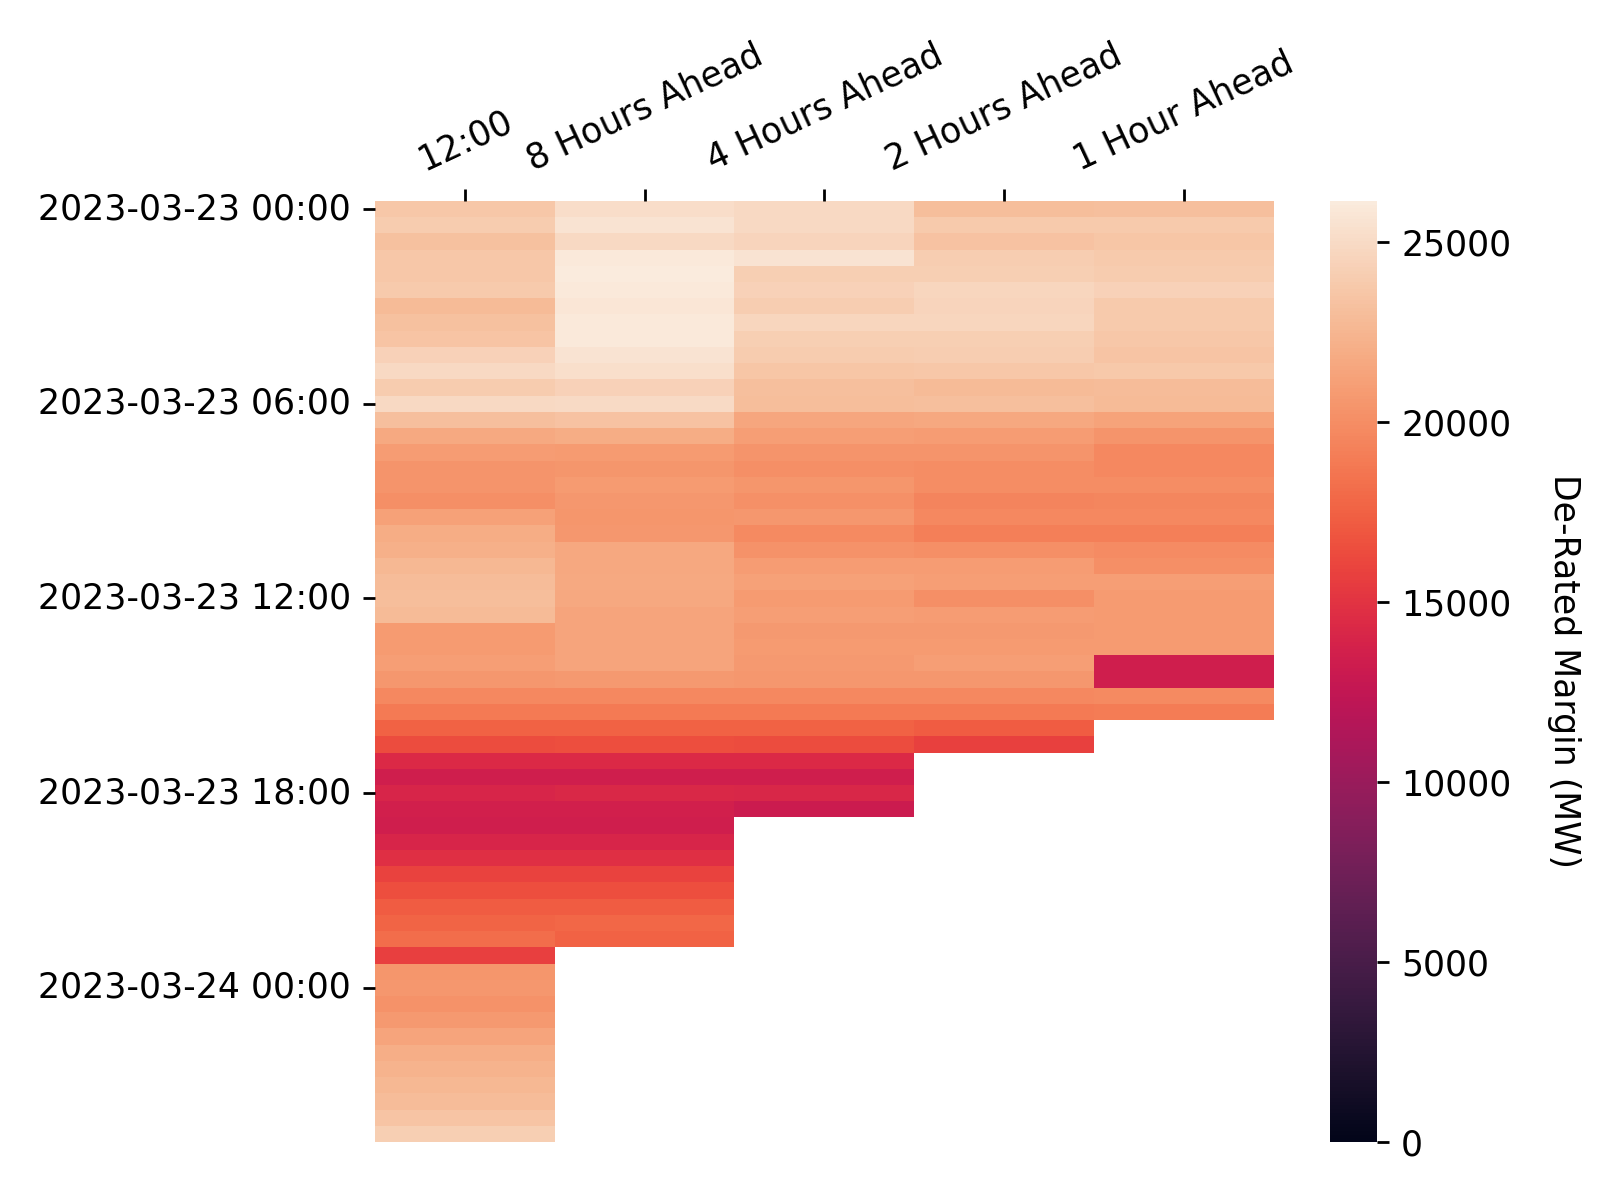 12:00
8 Hours Ahead
4 Hours Ahead
2 Hours Ahead
1 Hour Ahead
2023-03-23 00:00
2023-03-23 06:00
2023-03-23 12:00
2023-03-23 18:00
2023-03-24 00:00
25000
20000
15000
10000
5000
0
De-Rated Margin (MW)